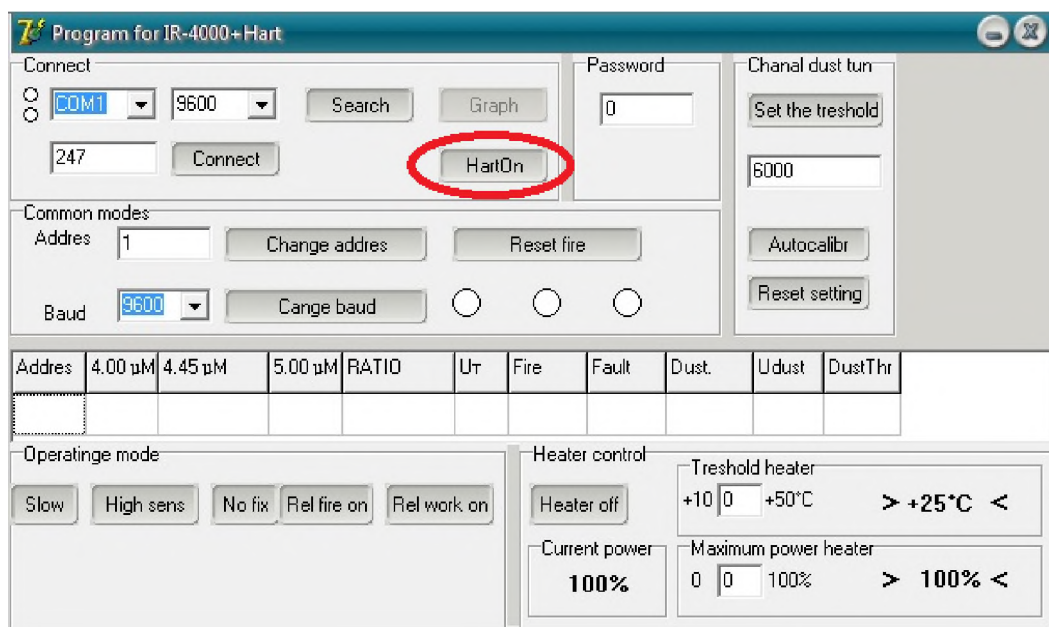 Program for IR-4000+Hart
Connect
COM1 9600 Search Graph
247 Connect HartOn
Password
0
Chanal dust tun
Set the treshold
6000
Autocalibr
Reset setting
Common modes
Addres 1 Change addres Reset fire
Baud 9600 Cange baud
Addres 4.00 µM 4.45 µM 5.00 µM RATIO Uт Fire Fault Dust. Udust DustThr
Operatinge mode
Slow High sens No fix Rel fire on Rel work on
Heater control
Heater off
Treshold heater
+10 0 +50°C > +25°C <
Current power
100%
Maximum power heater
0 0 100% > 100% <